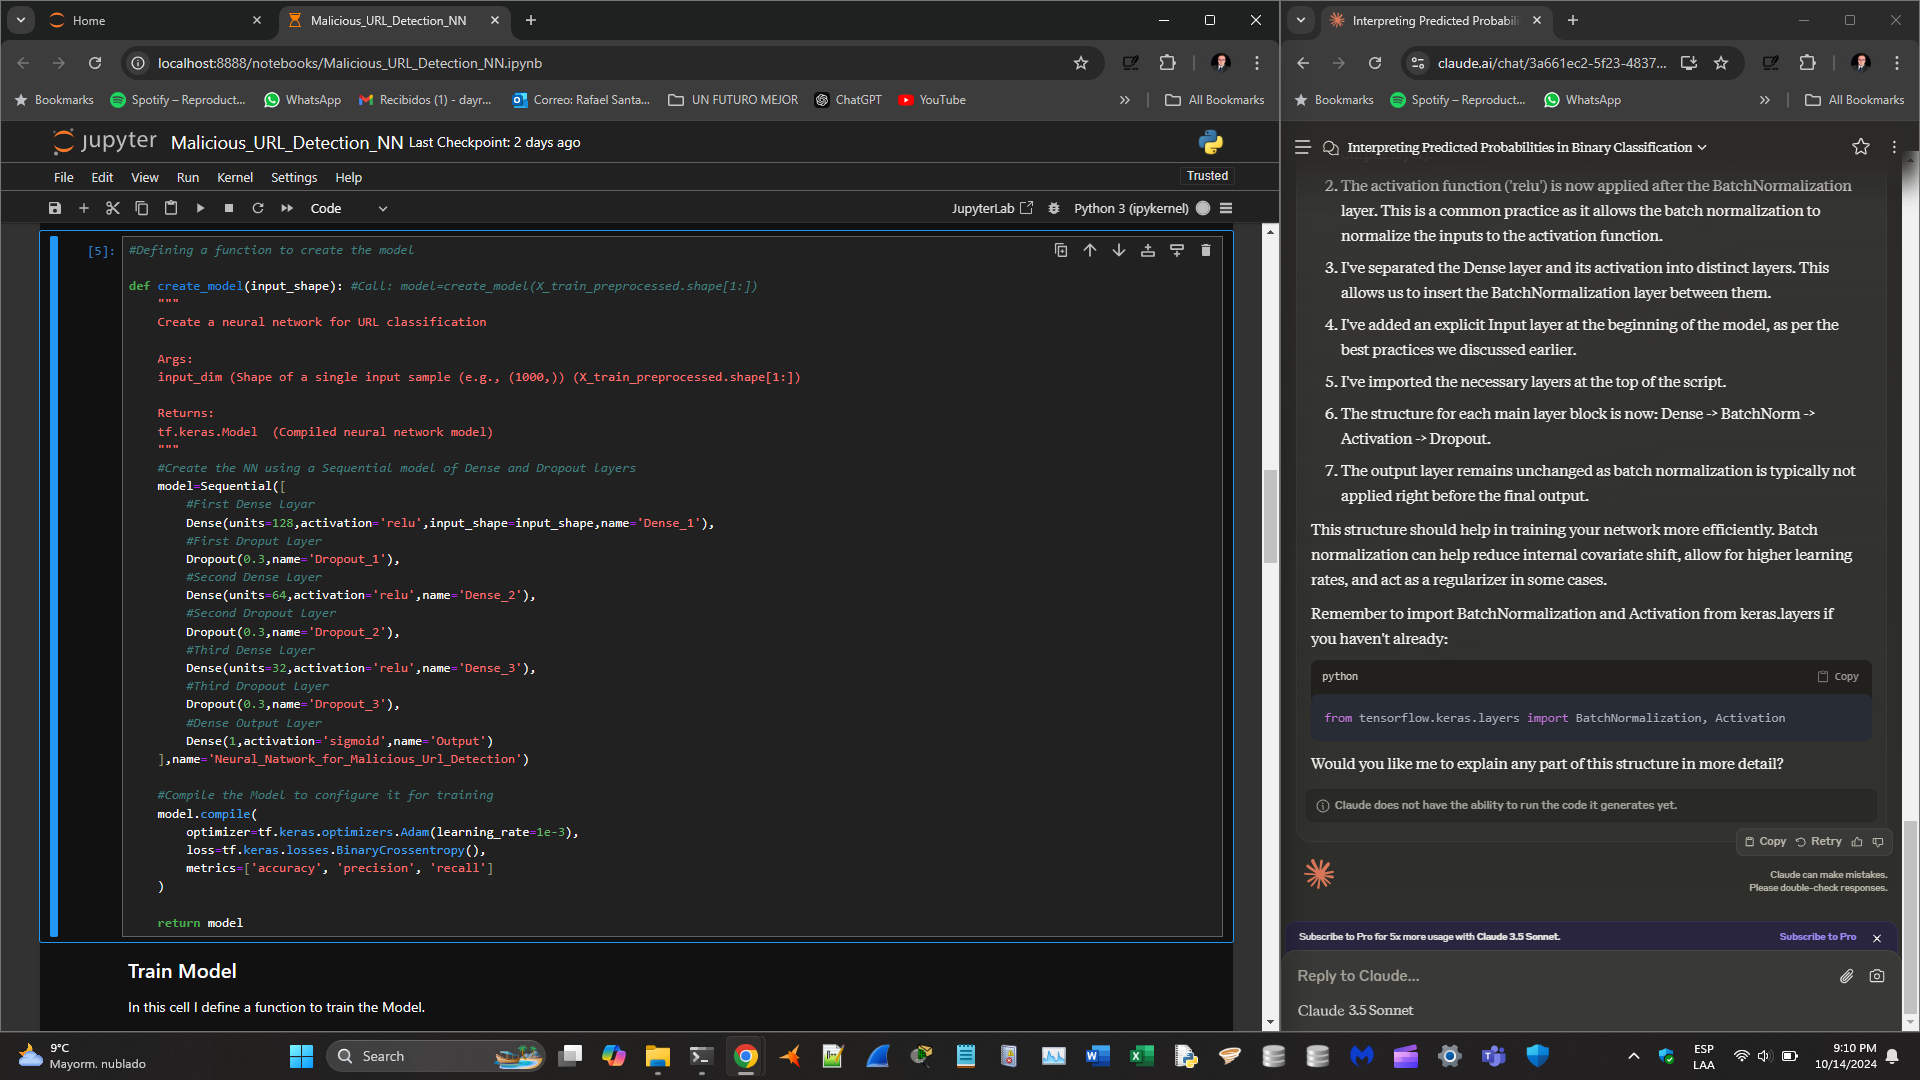 Home
Malicious_URL_Detection_NN
localhost:8888/notebooks/Malicious_URL_Detection_NN.ipynb
Bookmarks
Spotify – Reproduct...
WhatsApp
Recibidos (1) - dayr...
Correo: Rafael Santa...
UN FUTURO MEJOR
ChatGPT
YouTube
»
All Bookmarks
jupyter
Malicious_URL_Detection_NN Last Checkpoint: 2 days ago
File Edit View Run Kernel Settings Help
Trusted
Code
JupyterLab
Python 3 (ipykernel)
[5]:
#Defining a function to create the model
def create_model(input_shape): #Call: model=create_model(X_train_preprocessed.shape[1:])
"""
Create a neural network for URL classification
Args:
input_dim (Shape of a single input sample (e.g., (1000,)) (X_train_preprocessed.shape[1:])
Returns:
tf.keras.Model  (Compiled neural network model)
"""
#Create the NN using a Sequential model of Dense and Dropout layers
model=Sequential([
#First Dense Layar
Dense(units=128,activation='relu',input_shape=input_shape,name='Dense_1'),
#First Droput Layer
Dropout(0.3,name='Dropout_1'),
#Second Dense Layer
Dense(units=64,activation='relu',name='Dense_2'),
#Second Dropout Layer
Dropout(0.3,name='Dropout_2'),
#Third Dense Layer
Dense(units=32,activation='relu',name='Dense_3'),
#Third Dropout Layer
Dropout(0.3,name='Dropout_3'),
#Dense Output Layer
Dense(1,activation='sigmoid',name='Output')
],name='Neural_Natwork_for_Malicious_Url_Detection')
#Compile the Model to configure it for training
model.compile(
optimizer=tf.keras.optimizers.Adam(learning_rate=1e-3),
loss=tf.keras.losses.BinaryCrossentropy(),
metrics=['accuracy', 'precision', 'recall']
)
return model
Train Model
In this cell I define a function to train the Model.
Interpreting Predicted Probabili
claude.ai/chat/3a661ec2-5f23-4837...
Bookmarks
Spotify – Reproduct...
WhatsApp
»
All Bookmarks
Interpreting Predicted Probabilities in Binary Classification
2. The activation function ('relu') is now applied after the BatchNormalization
layer. This is a common practice as it allows the batch normalization to
normalize the inputs to the activation function.
3. I've separated the Dense layer and its activation into distinct layers. This
allows us to insert the BatchNormalization layer between them.
4. I've added an explicit Input layer at the beginning of the model, as per the
best practices we discussed earlier.
5. I've imported the necessary layers at the top of the script.
6. The structure for each main layer block is now: Dense -> BatchNorm ->
Activation -> Dropout.
7. The output layer remains unchanged as batch normalization is typically not
applied right before the final output.
This structure should help in training your network more efficiently. Batch
normalization can help reduce internal covariate shift, allow for higher learning
rates, and act as a regularizer in some cases.
Remember to import BatchNormalization and Activation from keras.layers if
you haven't already:
python
Copy
from tensorflow.keras.layers import BatchNormalization, Activation
Would you like me to explain any part of this structure in more detail?
Claude does not have the ability to run the code it generates yet.
Copy
Retry
Claude can make mistakes.
Please double-check responses.
Subscribe to Pro for 5x more usage with Claude 3.5 Sonnet.
Subscribe to Pro
Reply to Claude...
Claude 3.5 Sonnet
9°C
Mayorm. nublado
Search
ESP
LAA
9:10 PM
10/14/2024